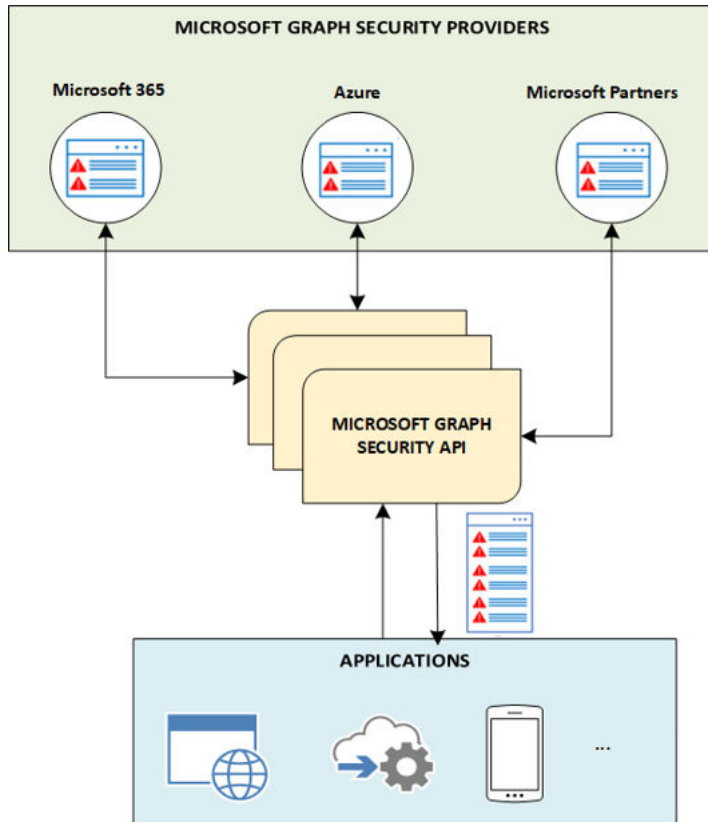 MICROSOFT GRAPH SECURITY PROVIDERS
Microsoft 365
Azure
Microsoft Partners
MICROSOFT GRAPH
SECURITY API
APPLICATIONS
...